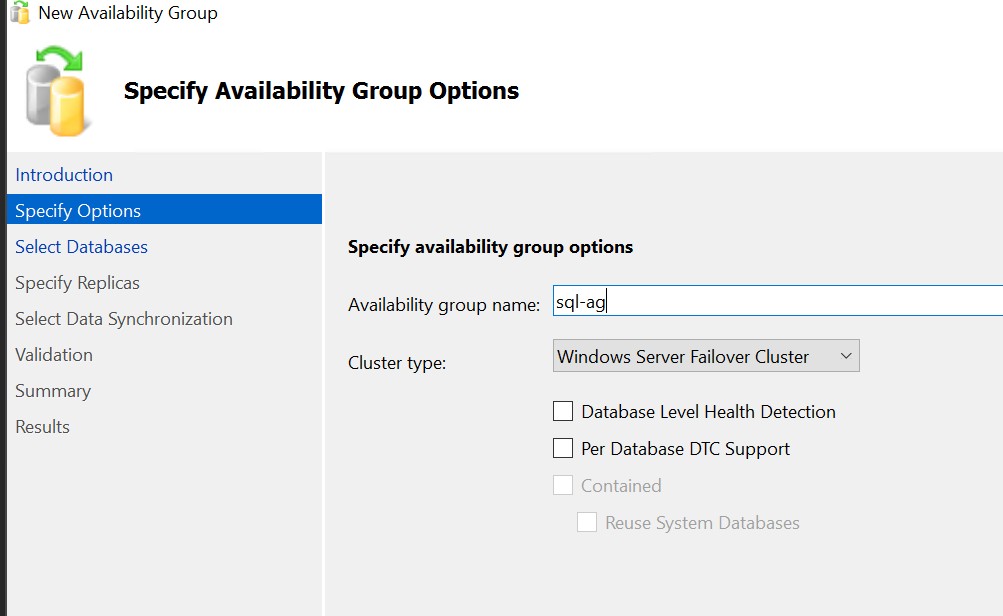 New Availability Group
Specify Availability Group Options
Introduction
Specify Options
Select Databases
Specify Replicas
Select Data Synchronization
Validation
Summary
Results
Specify availability group options
Availability group name: sql-ag
Cluster type: Windows Server Failover Cluster
Database Level Health Detection
Per Database DTC Support
Contained
Reuse System Databases